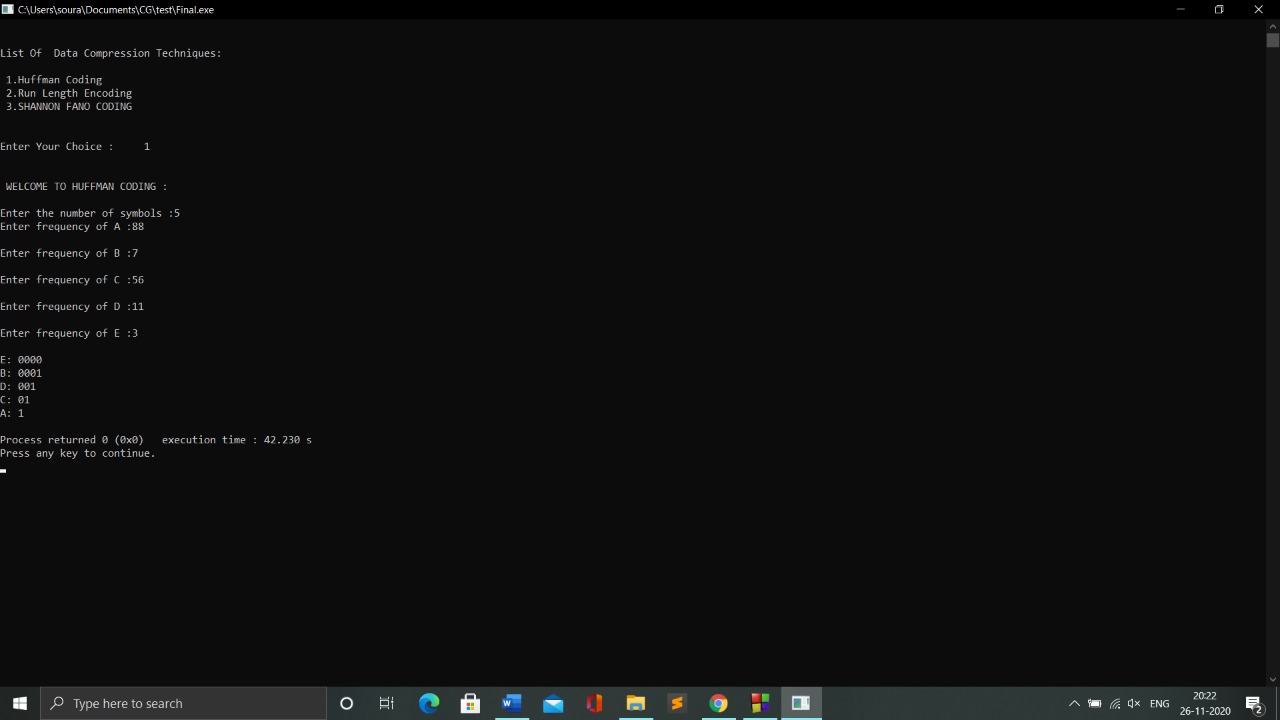 C:\Users\soura\Documents\CG\test\Final.exe
List Of  Data Compression Techniques:
1.Huffman Coding
2.Run Length Encoding
3.SHANNON FANO CODING
Enter Your Choice :     1
WELCOME TO HUFFMAN CODING :
Enter the number of symbols :5
Enter frequency of A :88
Enter frequency of B :7
Enter frequency of C :56
Enter frequency of D :11
Enter frequency of E :3
E: 0000
B: 0001
D: 001
C: 01
A: 1
Process returned 0 (0x0)   execution time : 42.230 s
Press any key to continue.
Type here to search
ENG
20:22
26-11-2020
2